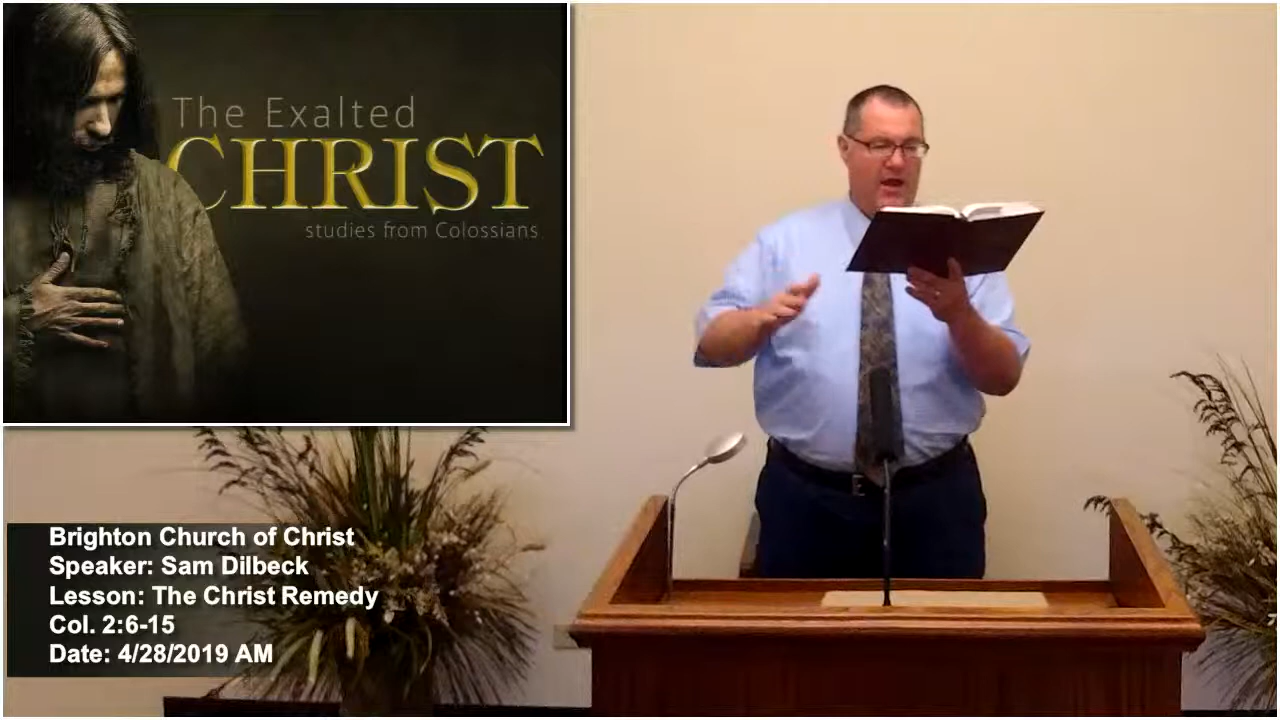 The Exalted
CHRIST
studies from Colossians
Brighton Church of Christ
Speaker: Sam Dilbeck
Lesson: The Christ Remedy
Col. 2:6-15
Date: 4/28/2019 AM